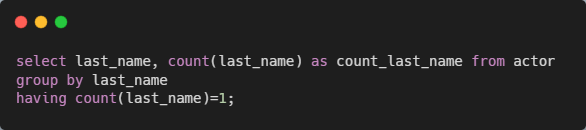 select last_name, count(last_name) as count_last_name from actor
group by last_name
having count(last_name)=1;